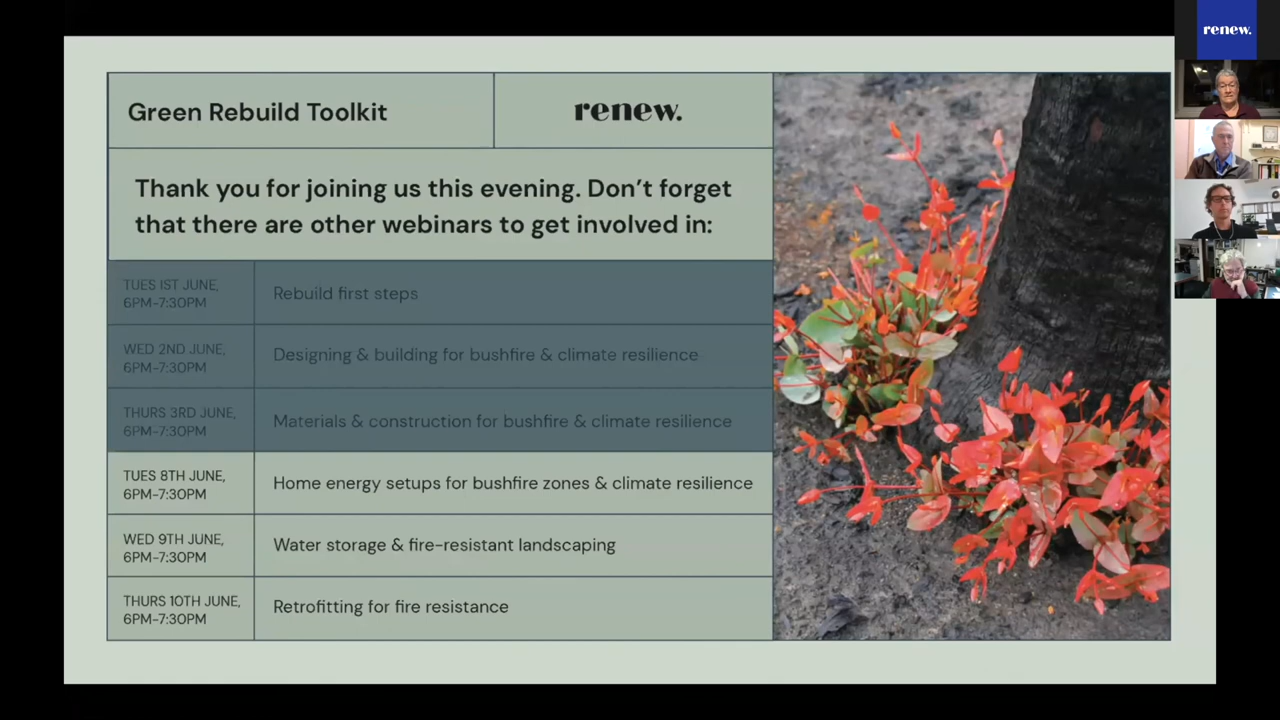 Green Rebuild Toolkit
renew.
renew.
Thank you for joining us this evening. Don't forget
that there are other webinars to get involved in:
TUES 1ST JUNE,
6PM-7:30PM
Rebuild first steps
WED 2ND JUNE,
6PM-7:30PM
Designing & building for bushfire & climate resilience
THURS 3RD JUNE,
6PM-7:30PM
Materials & construction for bushfire & climate resilience
TUES 8TH JUNE,
6PM-7:30PM
Home energy setups for bushfire zones & climate resilience
WED 9TH JUNE,
6PM-7:30PM
Water storage & fire-resistant landscaping
THURS 10TH JUNE,
6PM-7:30PM
Retrofitting for fire resistance